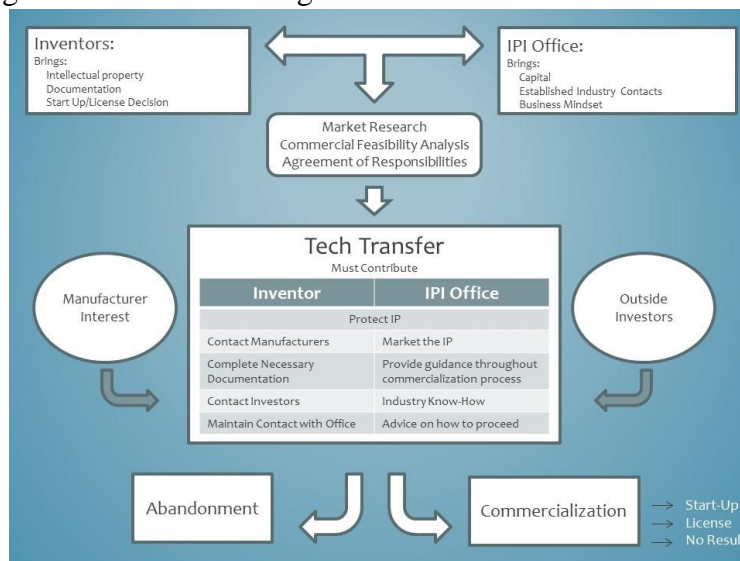 Inventors:
Brings:
Intellectual property
Documentation
Start Up/License Decision
IPI Office:
Brings:
Capital
Established Industry Contacts
Business Mindset
Market Research
Commercial Feasibility Analysis
Agreement of Responsibilities
Tech Transfer
Must Contribute
Inventor IPI Office
Protect IP
Contact Manufacturers Market the IP
Complete Necessary Provide guidance throughout
Documentation commercialization process
Contact Investors Industry Know-How
Maintain Contact with Office Advice on how to proceed
Manufacturer
Interest
Outside
Investors
Abandonment
Commercialization
Start-Up
License
No Resul